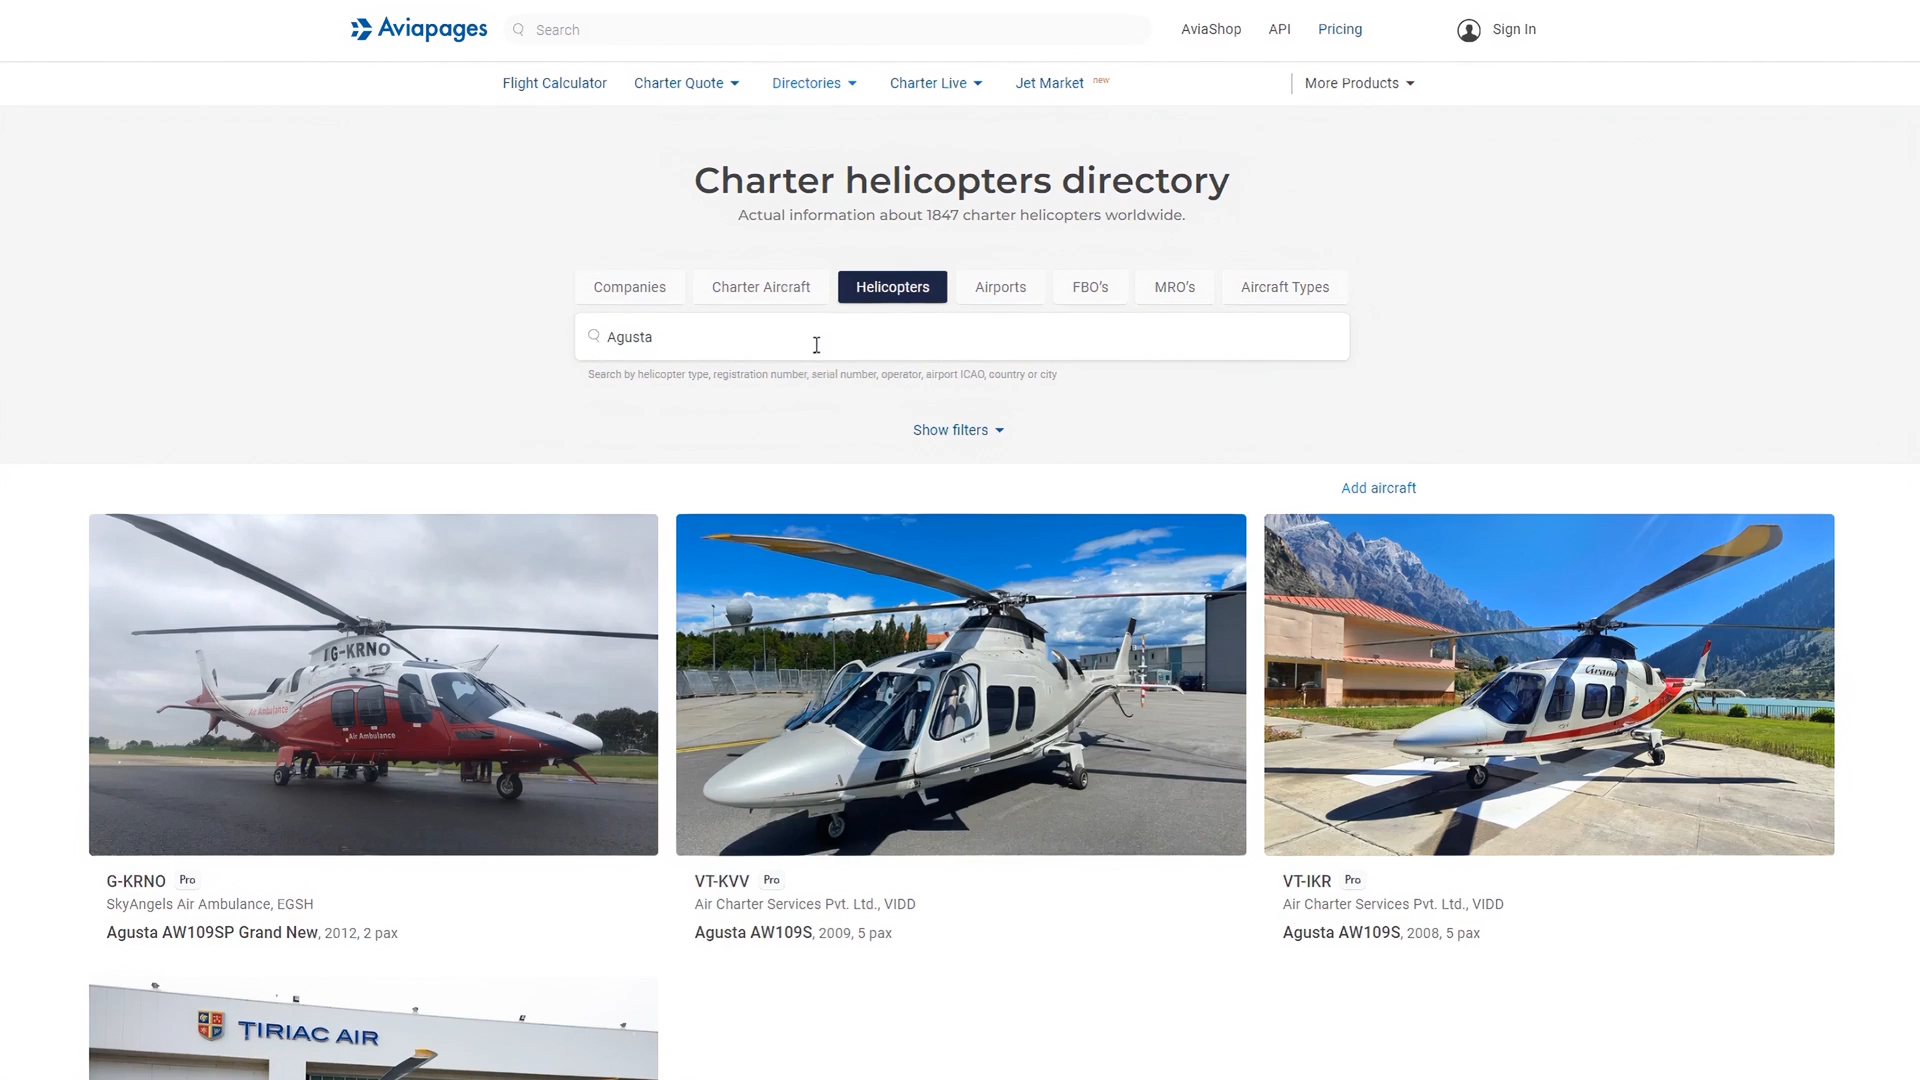 Aviapages
Search
AviaShop
API
Pricing
Sign In
Flight Calculator
Charter Quote
Directories
Charter Live
Jet Market new
More Products
Charter helicopters directory
Actual information about 1847 charter helicopters worldwide.
Companies
Charter Aircraft
Helicopters
Airports
FBO's
MRO's
Aircraft Types
Agusta
Search by helicopter type, registration number, serial number, operator, airport ICAO, country or city
Show filters
Add aircraft
G-KRNO
Air Ambulance
Air Ambulance
Grand
G-KRNO Pro
SkyAngels Air Ambulance, EGSH
Agusta AW109SP Grand New, 2012, 2 pax
VT-KVV Pro
Air Charter Services Pvt. Ltd., VIDD
Agusta AW109S, 2009, 5 pax
VT-IKR Pro
Air Charter Services Pvt. Ltd., VIDD
Agusta AW109S, 2008, 5 pax
TIRIAC AIR